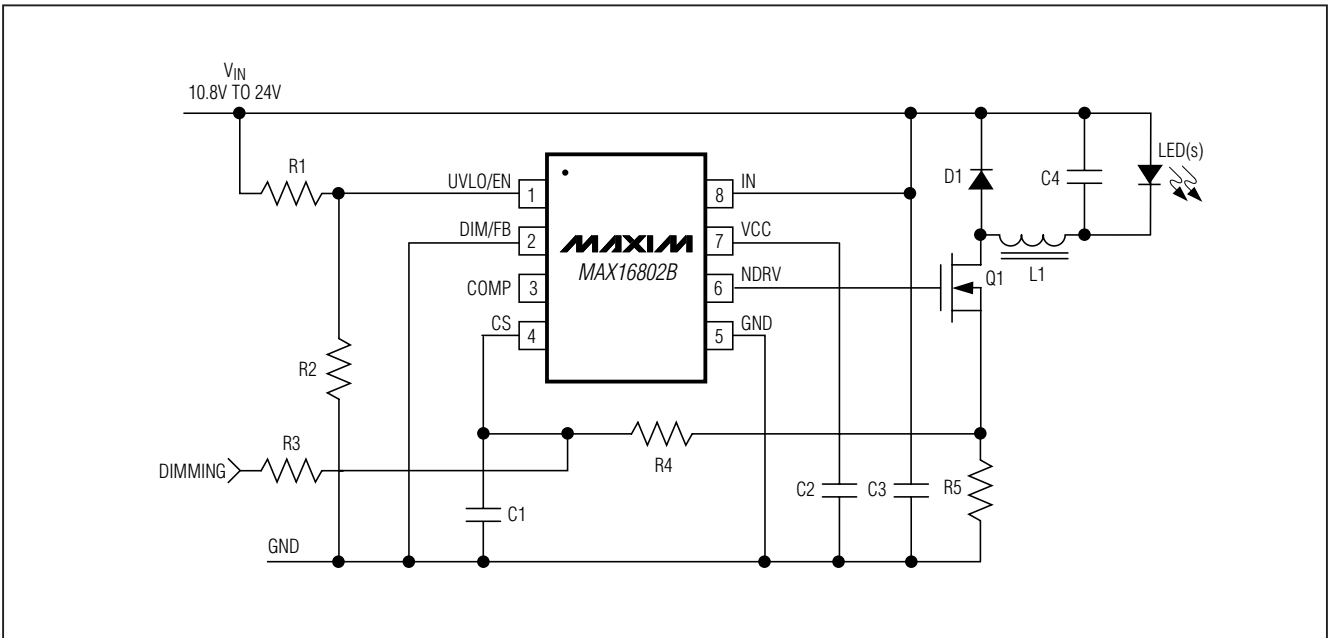 VIN
10.8V TO 24V
R1
UVLO/EN
1
DIM/FB
2
COMP
3
CS
4
MAXIM
MAX16802B
8
IN
7
VCC
6
NDRV
5
GND
D1
C4
LED(s)
Q1
L1
R2
R3
DIMMING
R4
C1
C2
C3
R5
GND